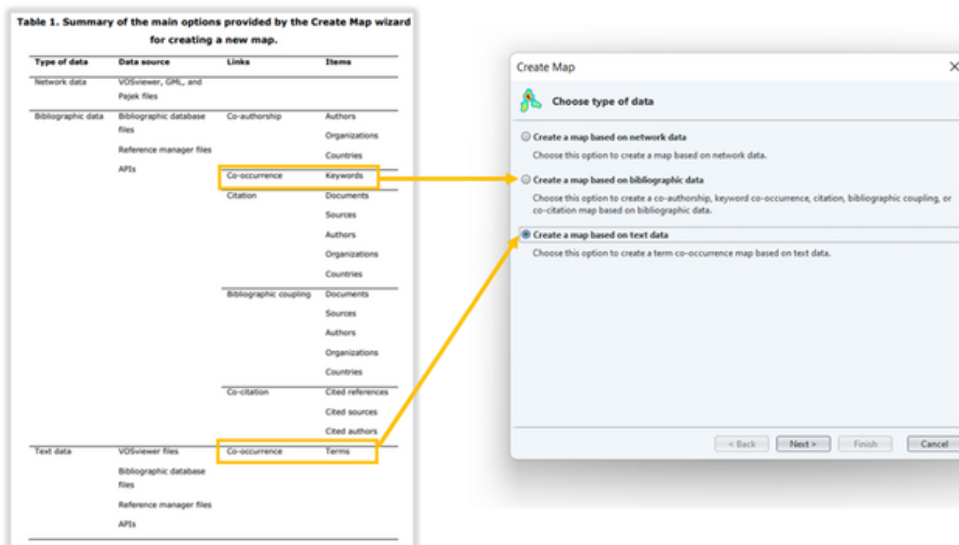 Table 1. Summary of the main options provided by the Create Map wizard
for creating a new map.
Type of data Data source Links Items
Network data VOSviewer, GML, and
Pajek files
Bibliographic data Bibliographic database Co-authorship Authors
files
Organizations
Reference manager files
Countries
APIs
Co-occurrence Keywords
Citation Documents
Sources
Authors
Organizations
Countries
Bibliographic coupling Documents
Sources
Authors
Organizations
Countries
Co-citation Cited references
Cited sources
Cited authors
Text data VOSviewer files Co-occurrence Terms
Bibliographic database
files
Reference manager files
APIs
Create Map
Choose type of data
Create a map based on network data
Choose this option to create a map based on network data.
Create a map based on bibliographic data
Choose this option to create a co-authorship, keyword co-occurrence, citation, bibliographic coupling, or
co-citation map based on bibliographic data.
Create a map based on text data
Choose this option to create a term co-occurrence map based on text data.
< Back Next > Finish Cancel